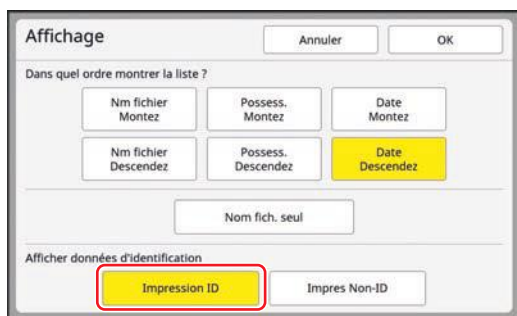 Affichage
Annuler
OK
Dans quel ordre montrer la liste ?
Nm fichier
Montez
Possess.
Montez
Date
Montez
Nm fichier
Descendez
Possess.
Descendez
Date
Descendez
Nom fich. seul
Afficher données d'identification
Impression ID
Impres Non-ID